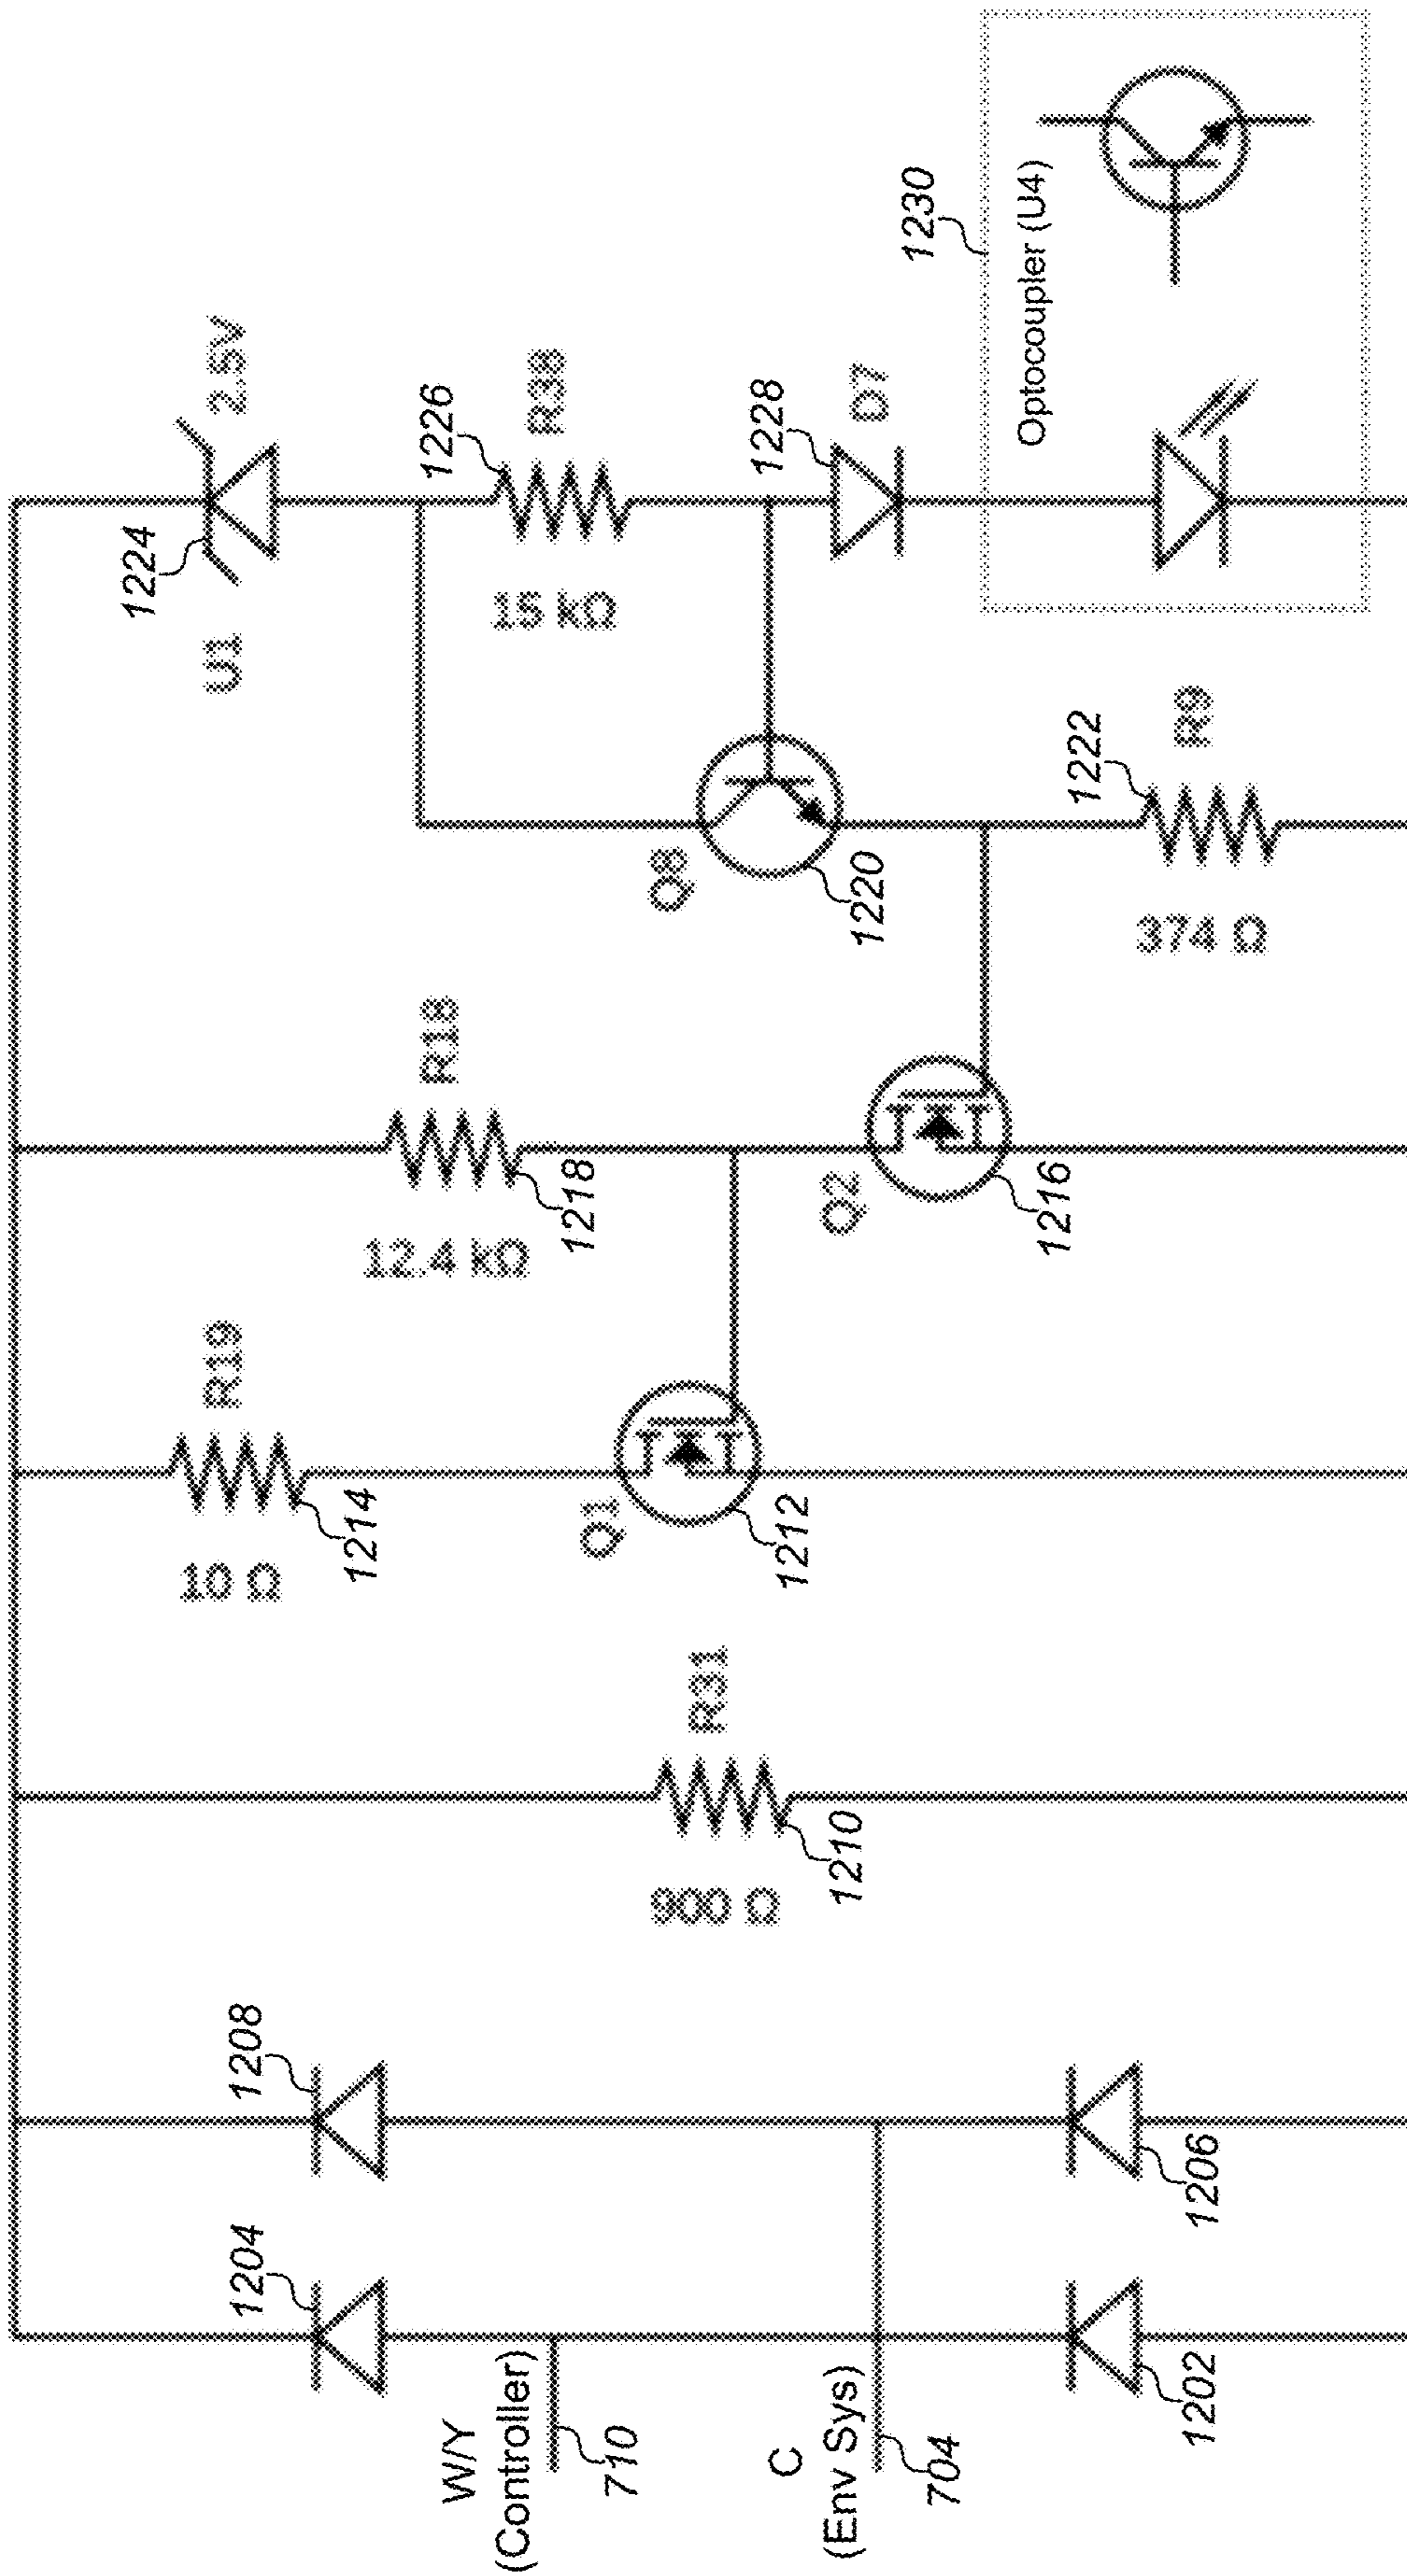 1204
1208
W/Y
(Controller)
710
C
(Env Sys)
704
1202
1206
900 Ω
R31
1210
R19
10 Ω
1214
Q1
1212
R18
12.4 kΩ
1218
Q2
1216
U1
2.5V
1224
1226
R38
15 kΩ
Q8
1220
1228
D7
1222
R9
374 Ω
1230
Optocoupler (U4)